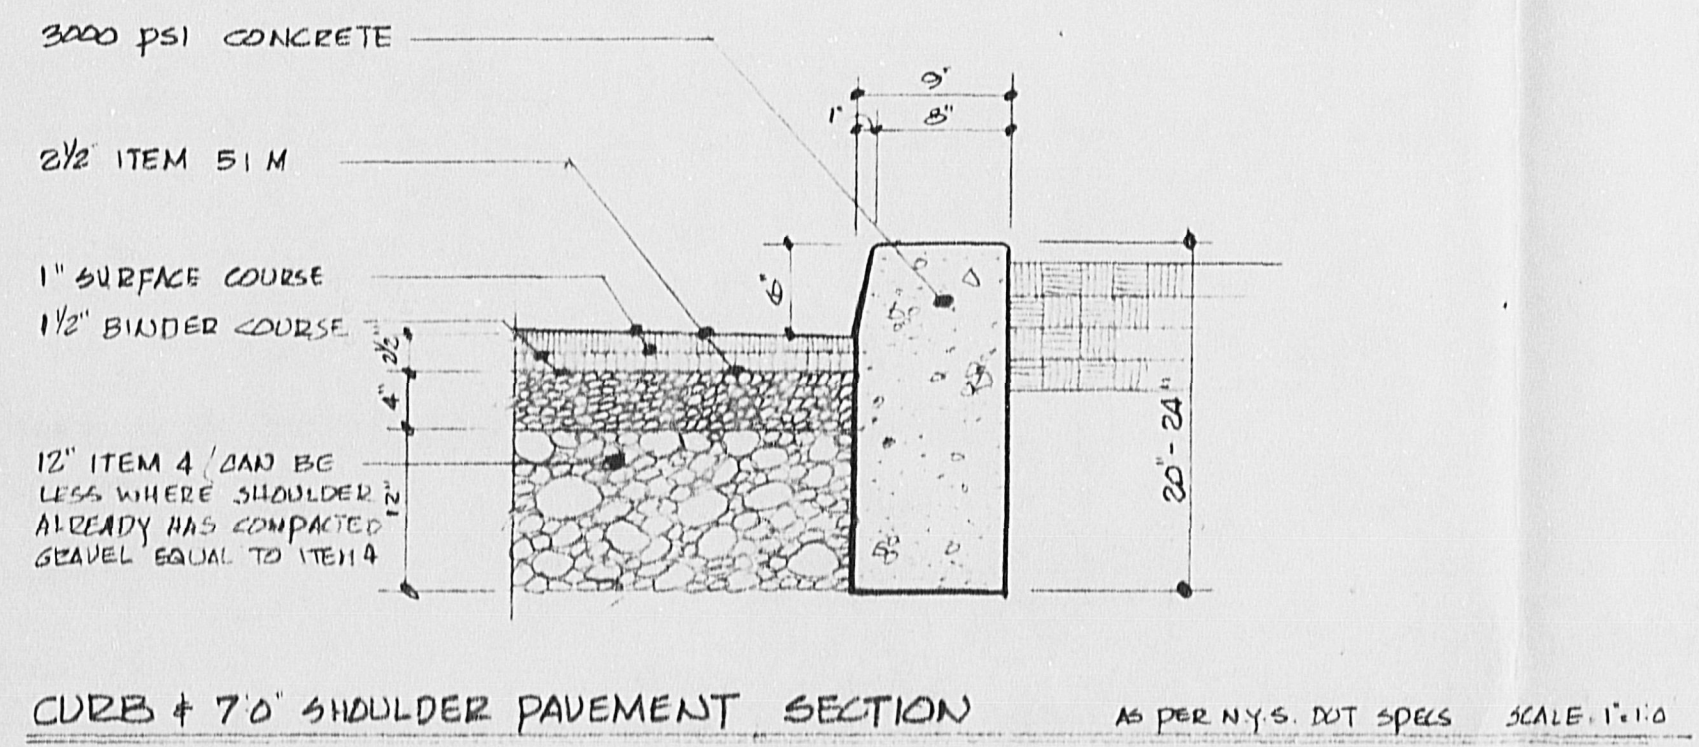 3000 PSI CONCRETE
9"
1"
8"
2½" ITEM 51 M
6"
1" SURFACE COURSE
1½" BINDER COURSE
2½"
4"
12" ITEM 4 / CAN BE
LESS WHERE SHOULDER
ALREADY HAS COMPACTED
GRAVEL EQUAL TO ITEM 4
12"
20"-24"
CURB & 7'0" SHOULDER PAVEMENT SECTION
AS PER N.Y.S. DOT SPECS
SCALE: 1"=1'.0